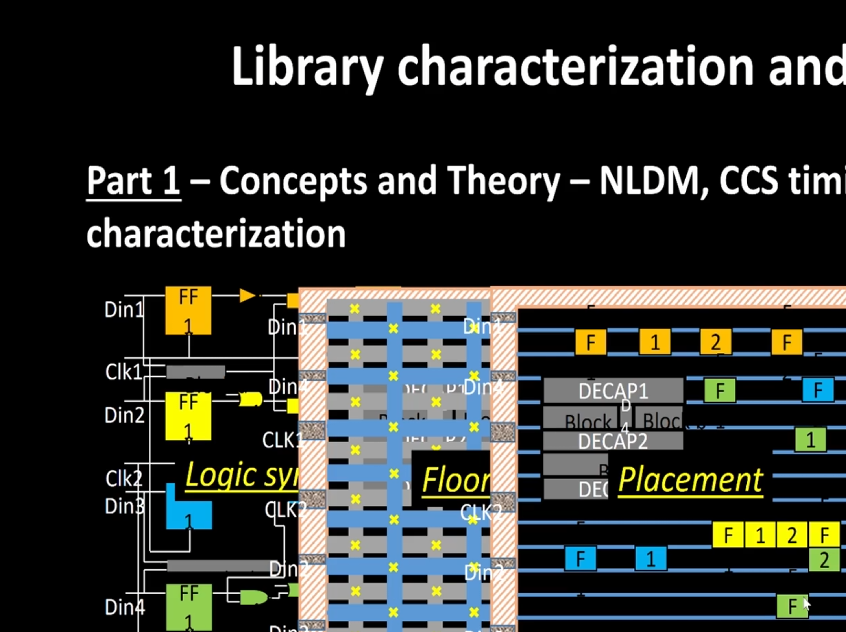 Library characterization and
Part 1 – Concepts and Theory – NLDM, CCS timi
characterization
Din1
FF
1
Clk1
Din2
FF
1
Clk2
Din3
1
Din4
FF
1
Logic syn
Din1
Din4
CLK1
CLK2
Din2
Floor
Din1
Din4
CLK2
Din2
F 1 2 F
DECAP1
F F
Block
D
4
Block
DECAP2
1
DEC
Placement
F 1 2 F
F 1
2
F